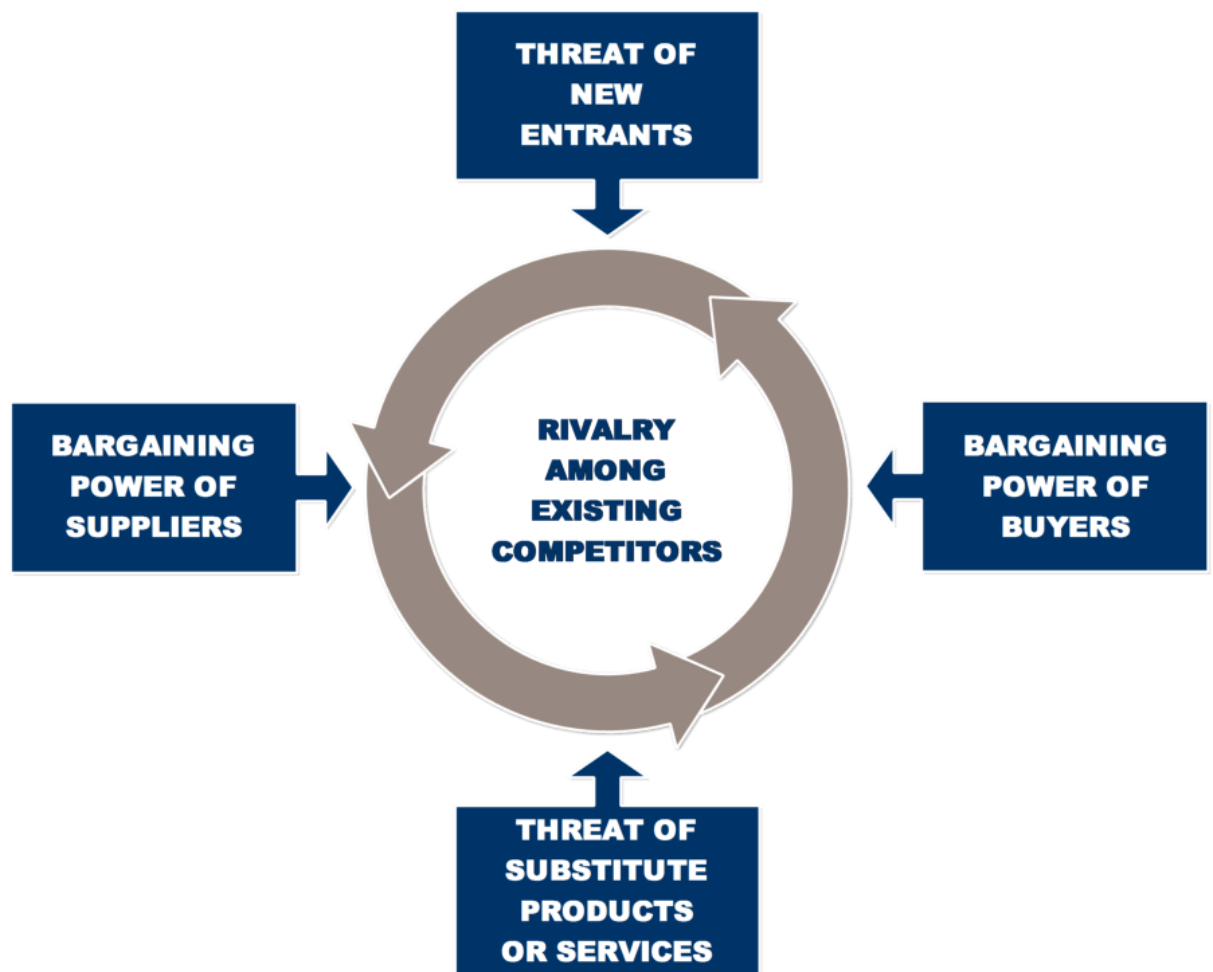 THREAT OF
NEW
ENTRANTS
BARGAINING
POWER OF
SUPPLIERS
RIVALRY
AMONG
EXISTING
COMPETITORS
BARGAINING
POWER OF
BUYERS
THREAT OF
SUBSTITUTE
PRODUCTS
OR SERVICES